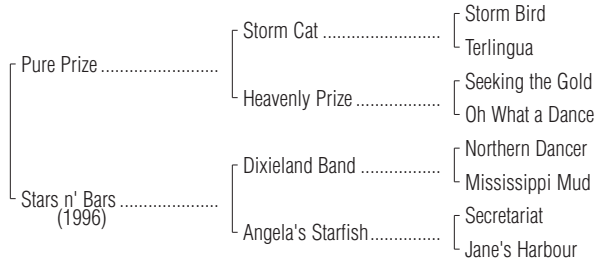 Storm Bird
Storm Cat ..............................
Terlingua
Pure Prize ..............................
Seeking the Gold
Heavenly Prize .....................
Oh What a Dance
Northern Dancer
Dixieland Band ....................
Mississippi Mud
Stars n' Bars .........................
(1996)
Secretariat
Angela's Starfish..................
Jane's Harbour